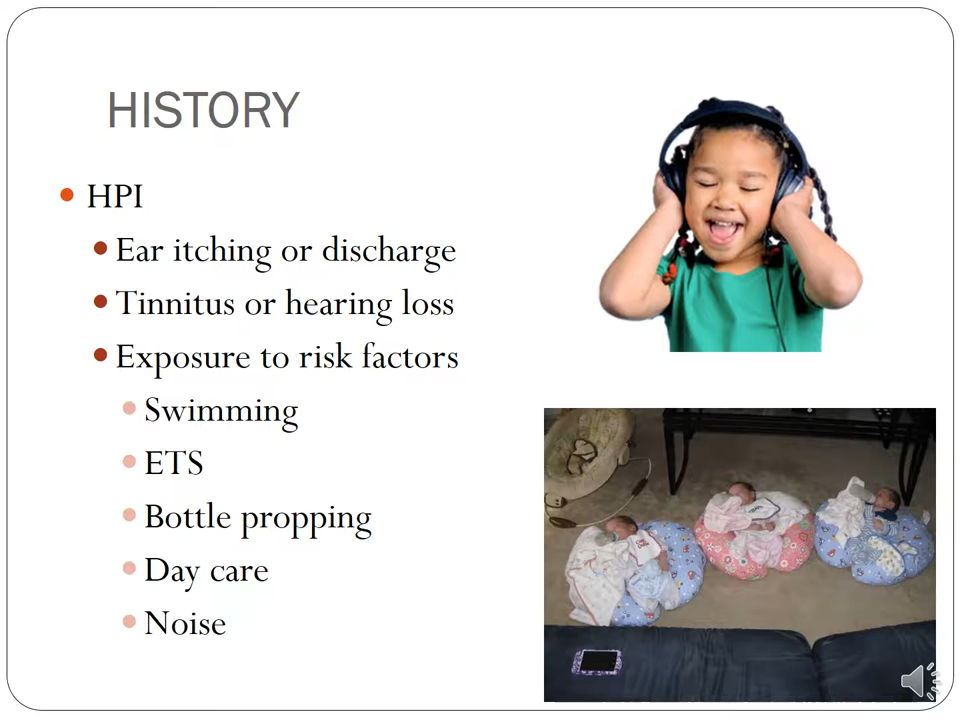 HISTORY
HPI
Ear itching or discharge
Tinnitus or hearing loss
Exposure to risk factors
Swimming
ETS
Bottle propping
Day care
Noise